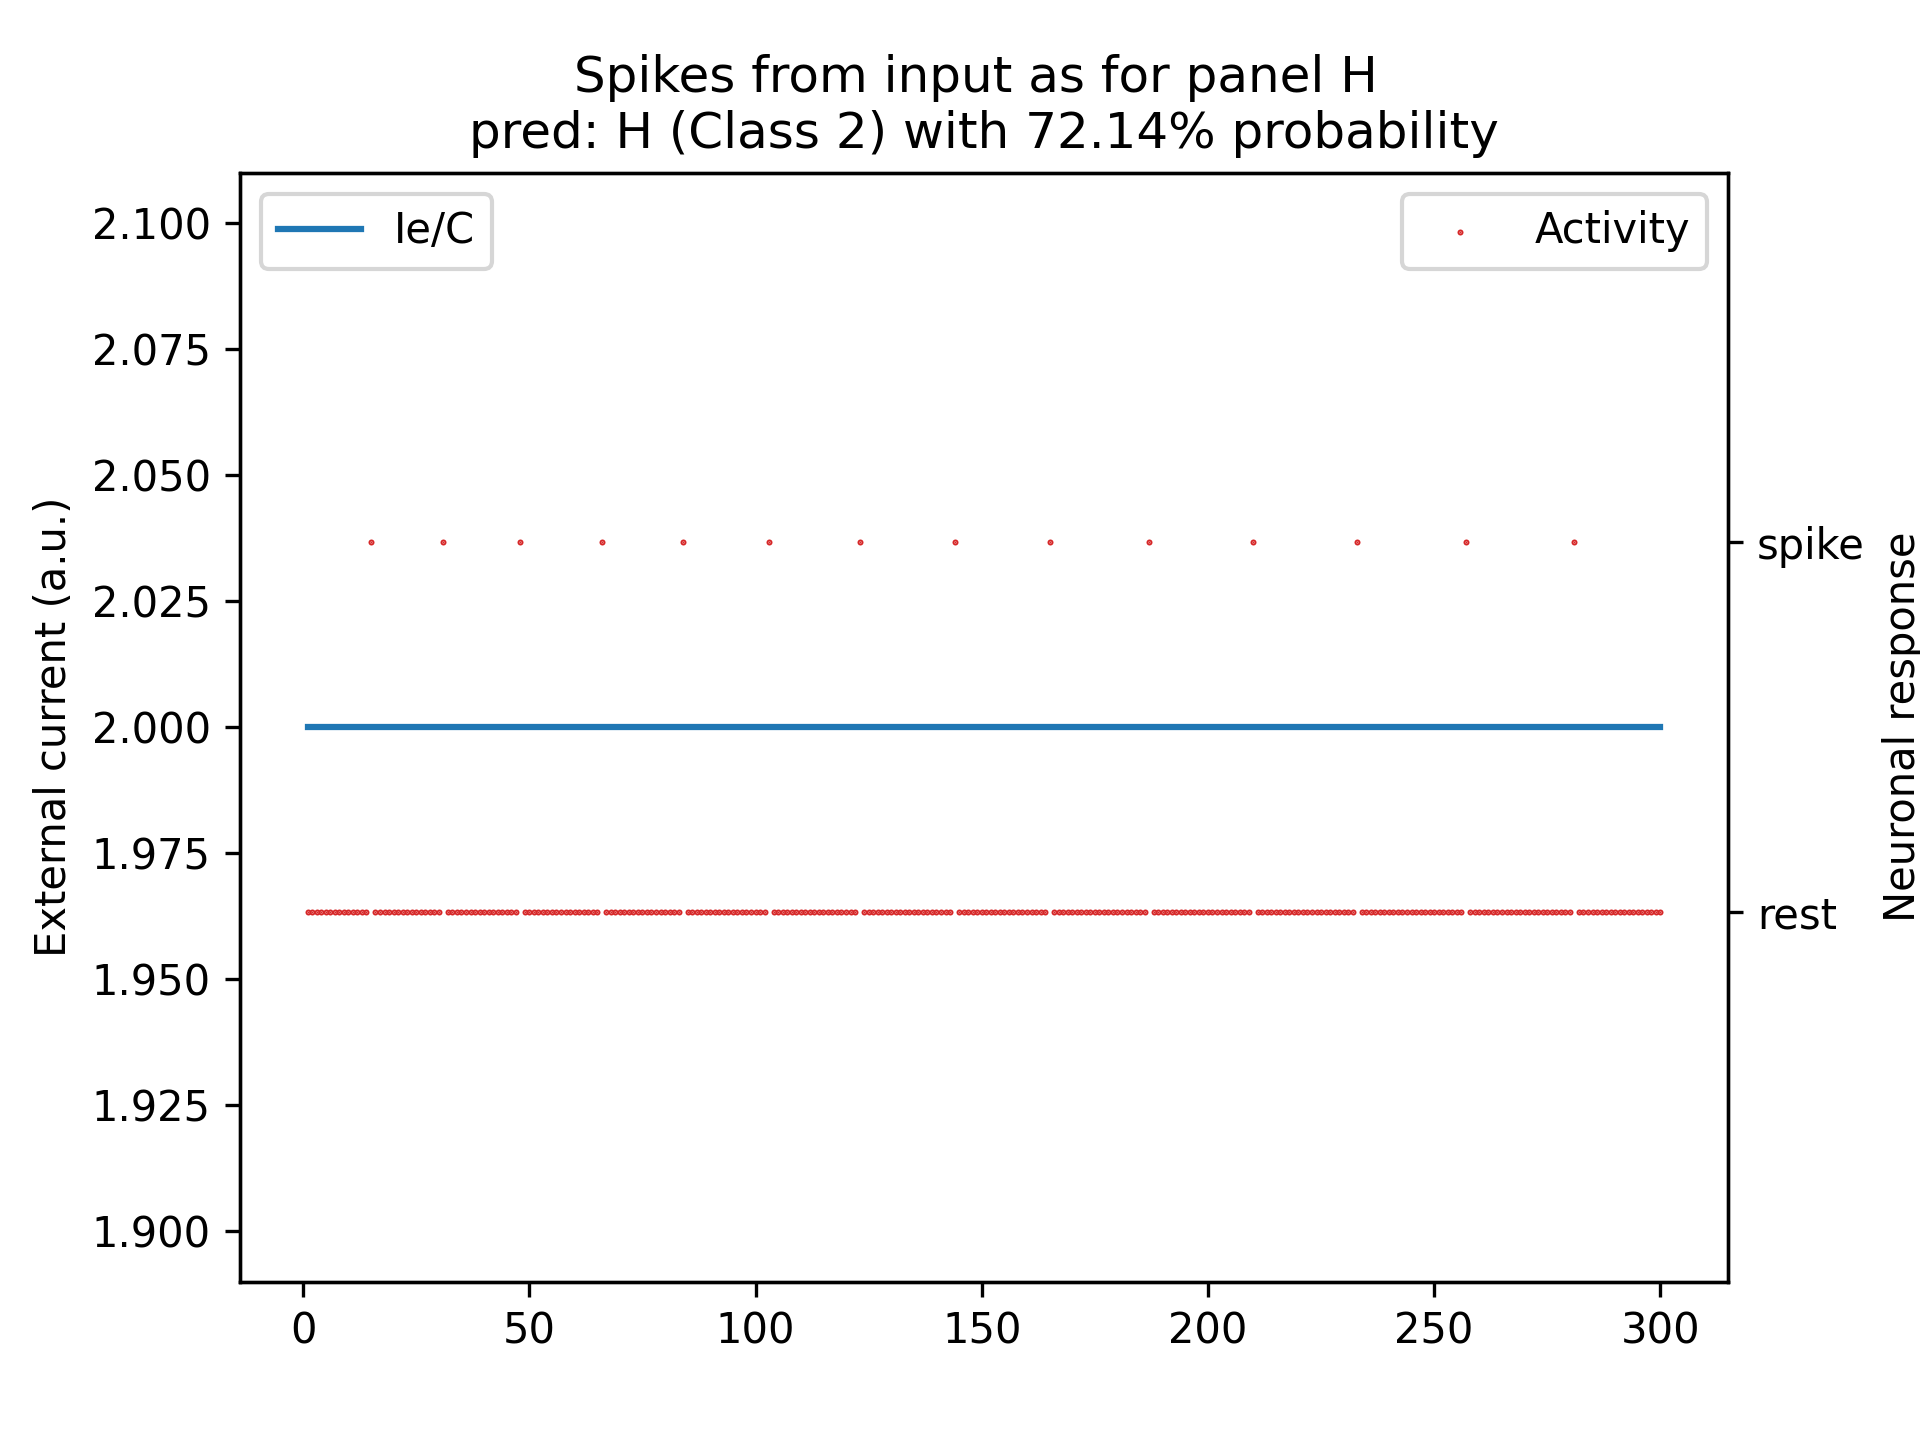 Spikes from input as for panel H
pred: H (Class 2) with 72.14% probability
Ie/C
Activity
2.100
2.075
2.050
2.025
2.000
1.975
1.950
1.925
1.900
External current (a.u.)
spike
rest
Neuronal response
0 50 100 150 200 250 300